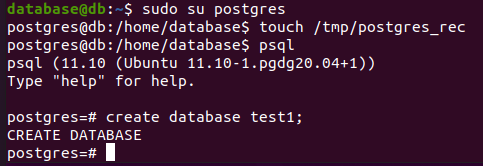 database@db:~$ sudo su postgres
postgres@db:/home/database$ touch /tmp/postgres_rec
postgres@db:/home/database$ psql
psql (11.10 (Ubuntu 11.10-1.pgdg20.04+1))
Type "help" for help.

postgres=# create database test1;
CREATE DATABASE
postgres=#